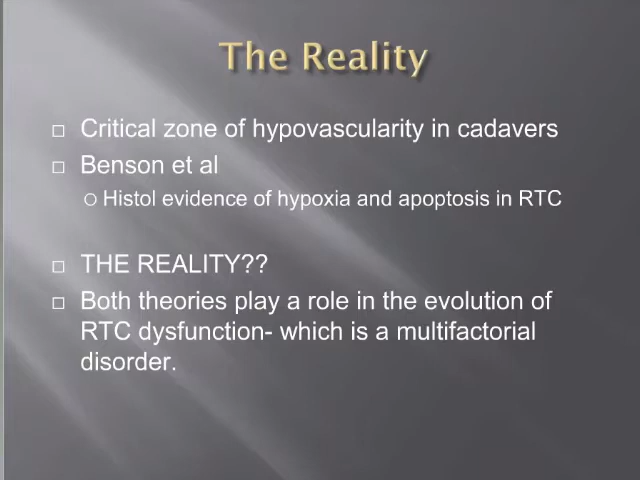 The Reality
Critical zone of hypovascularity in cadavers
Benson et al
Histol evidence of hypoxia and apoptosis in RTC
THE REALITY??
Both theories play a role in the evolution of
RTC dysfunction- which is a multifactorial
disorder.